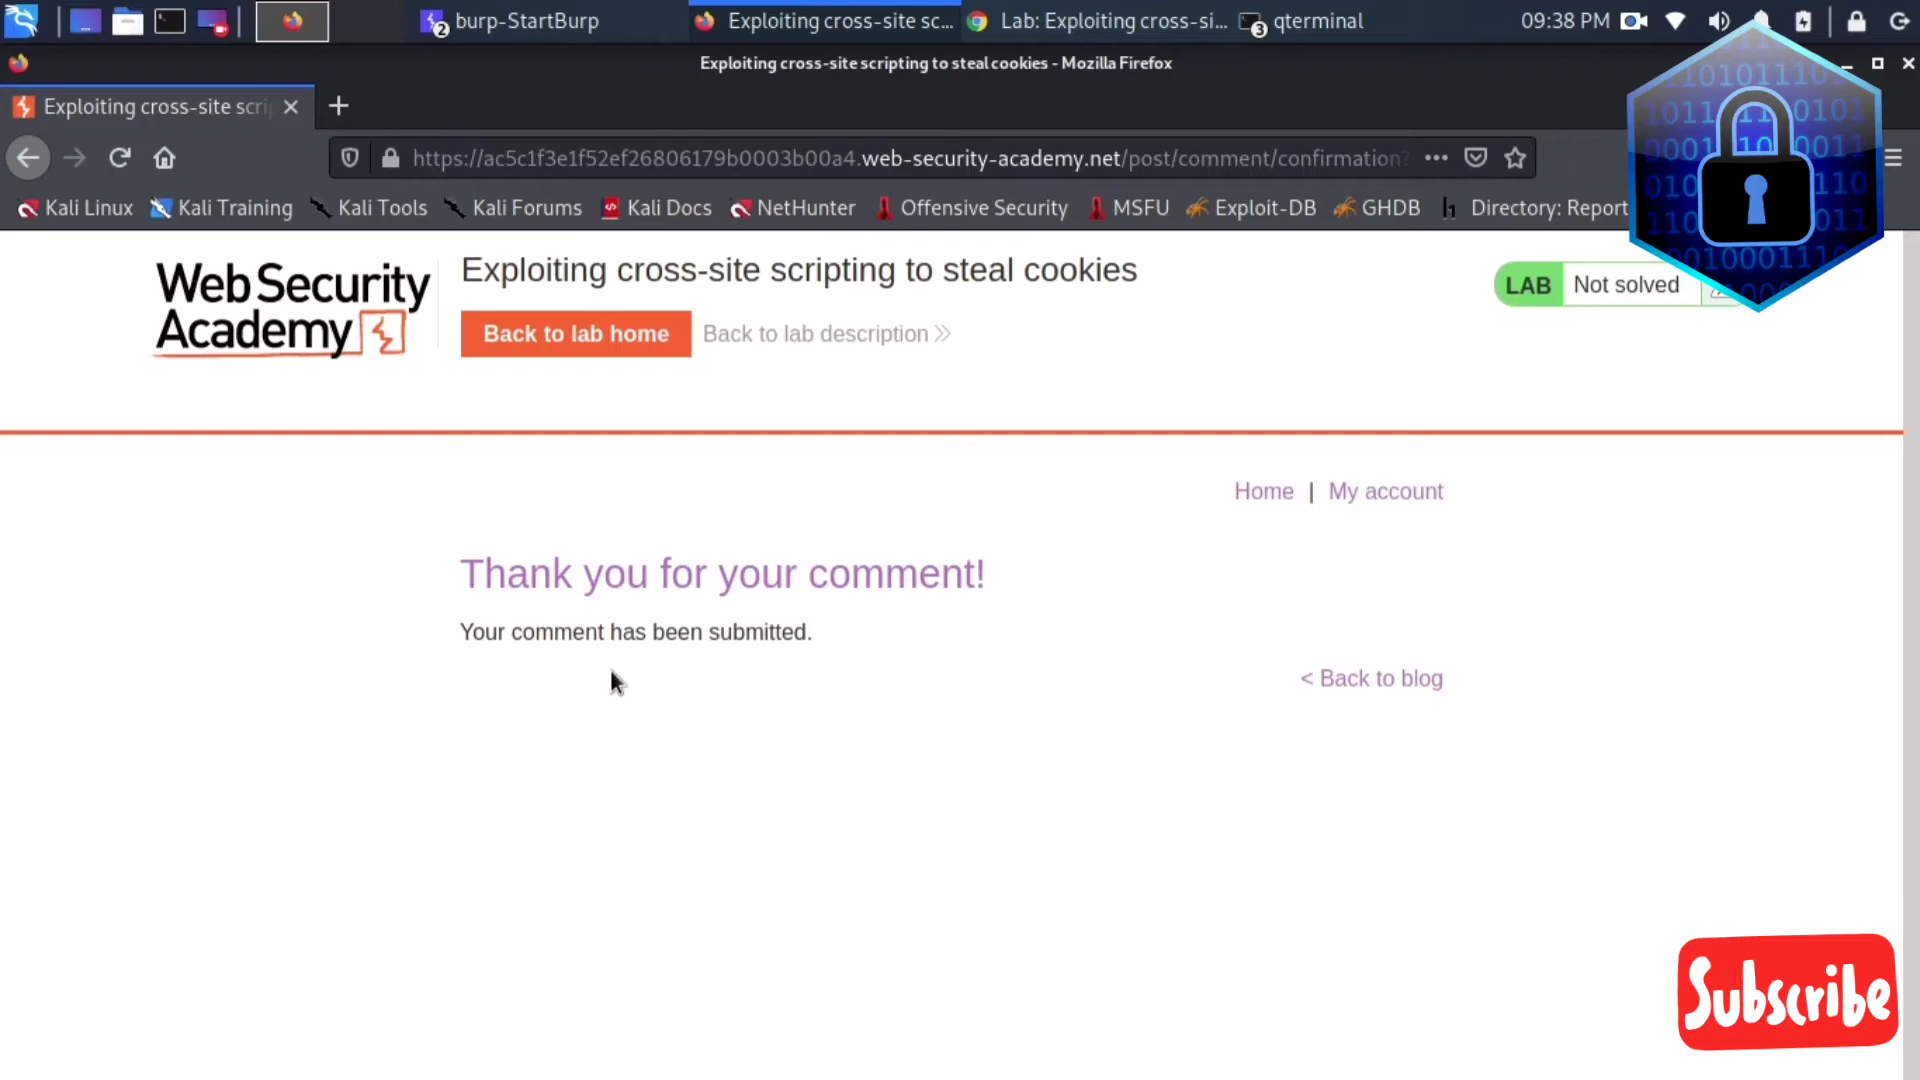 burp-StartBurp
2
Exploiting cross-site sc...
Lab: Exploiting cross-si...
3
qterminal
09:38 PM
Exploiting cross-site scripting to steal cookies - Mozilla Firefox
Exploiting cross-site scri
https://ac5c1f3e1f52ef26806179b0003b00a4.web-security-academy.net/post/comment/confirmation?
Kali Linux
Kali Training
Kali Tools
Kali Forums
Kali Docs
NetHunter
Offensive Security
MSFU
Exploit-DB
GHDB
Directory: Report
Web Security
Academy
Exploiting cross-site scripting to steal cookies
Back to lab home
Back to lab description
LAB
Not solved
Home | My account
Thank you for your comment!
Your comment has been submitted.
< Back to blog
Subscribe